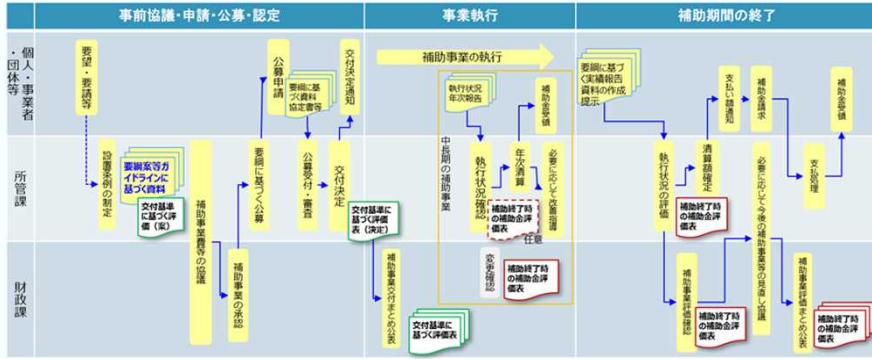 事前協議・申請・公募・認定
事業執行
補助期間の終了
個人・事業者・団体等
所管課
財政課
要望・要請等
設置条例の制定
要綱案等ガ
イドラインに
基づく資料
交付基準
に基づく評
価（案）
補助事業費等の協議
補助事業の承認
要綱に基づく公募
公募申請
要綱に基
づく資料
協定書等
公募受付・審査
交付決定
交付決定通知
交付基準に
基づく評価
表（決定）
補助事業交付まとめ公表
交付基準に
基づく評価表
補助事業の執行
中長期の補助事業
執行状況
年次報告
執行状況確認
年次清算
補助金受領
必要に応じて改善指導
補助終了時
の補助金評
価表
任意
変更確認
補助終了時
の補助金評
価表
要綱に基づ
く実績報告
資料の作成
提示
執行状況の評価
清算額確定
支払い額通知
補助金請求
支払処理
補助金受領
補助終了時
の補助金評
価表
補助事業評価確認
補助終了時
の補助金評
価表
必要に応じて今後の補助事業等の見直し協議
補助事業評価まとめ公表
補助終了時
の補助金評
価表